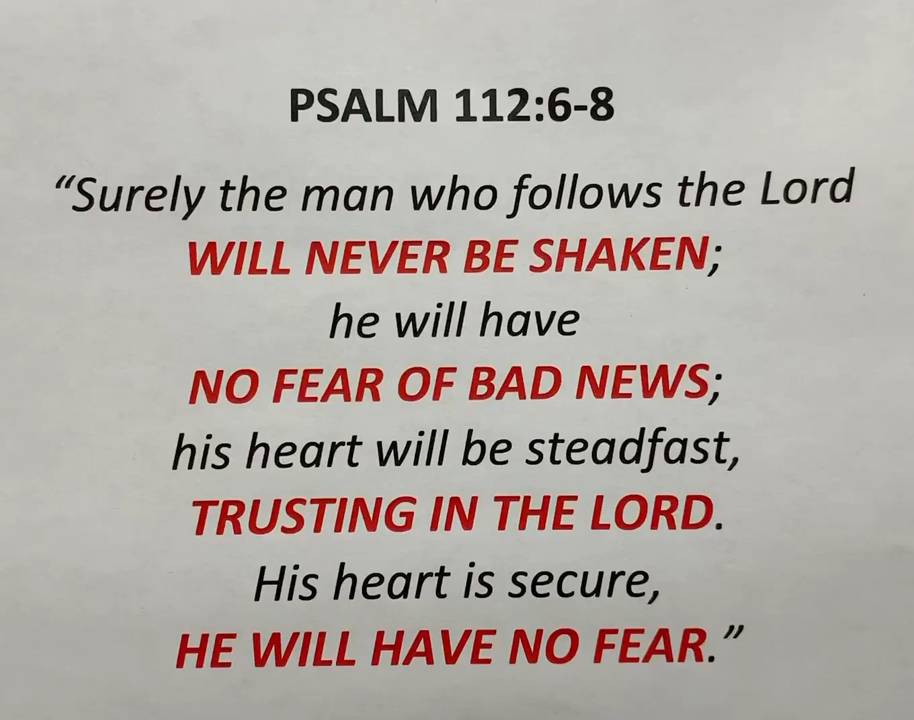 PSALM 112:6-8
“Surely the man who follows the Lord
WILL NEVER BE SHAKEN;
he will have
NO FEAR OF BAD NEWS;
his heart will be steadfast,
TRUSTING IN THE LORD.
His heart is secure,
HE WILL HAVE NO FEAR.”